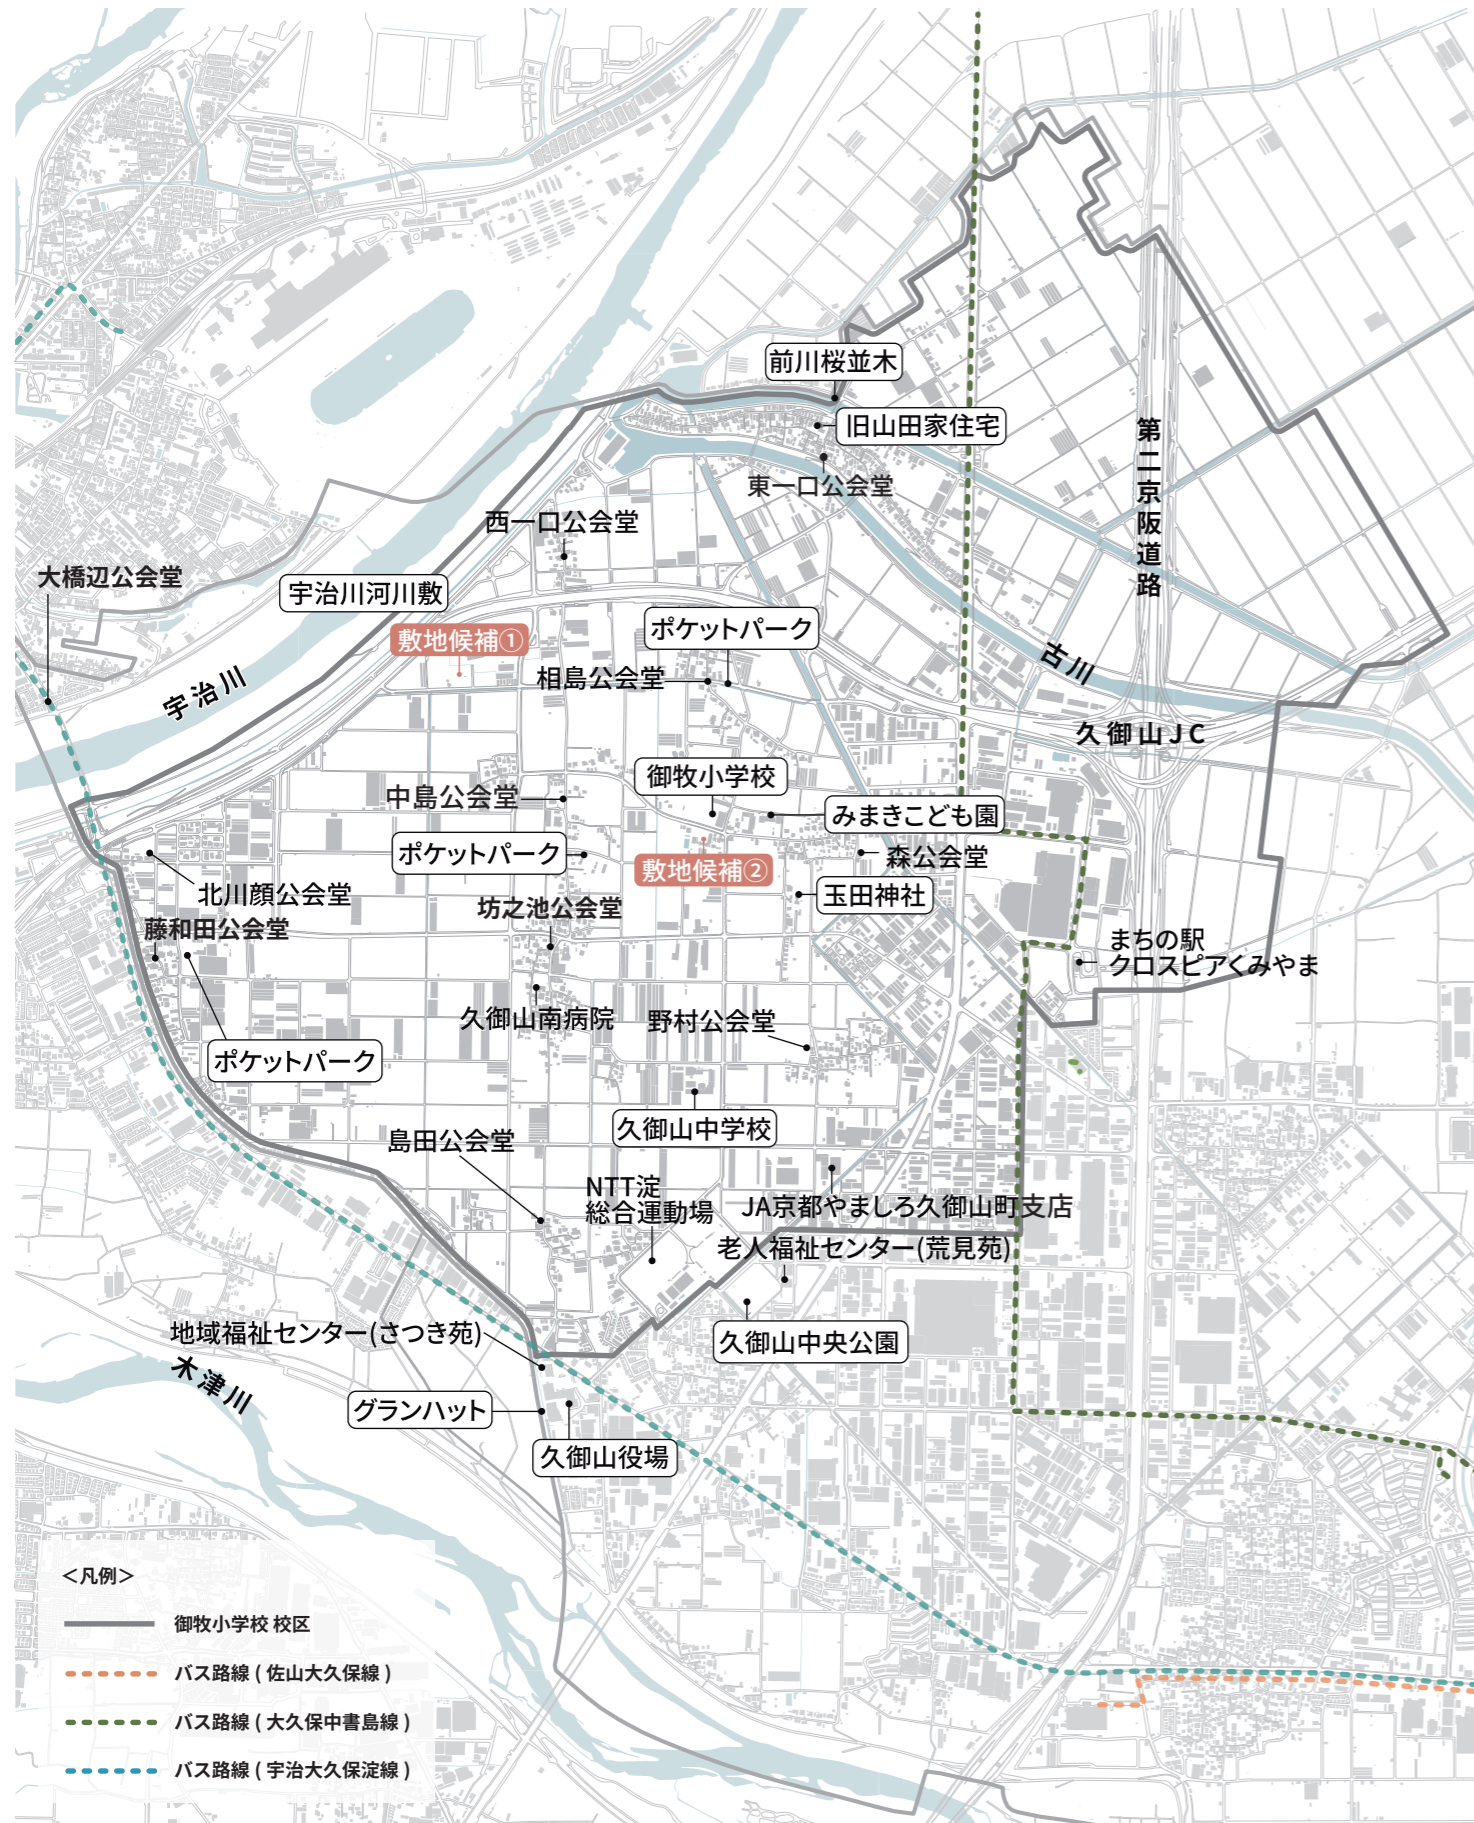 前川桜並木
旧山田家住宅
東一口公会堂
第二京阪道路
西一口公会堂
大橋辺公会堂
宇治川河川敷
敷地候補①
ポケットパーク
相島公会堂
古川
宇治川
久御山JC
御牧小学校
中島公会堂
みまきこども園
ポケットパーク
敷地候補②
森公会堂
北川顔公会堂
玉田神社
坊之池公会堂
藤和田公会堂
まちの駅
クロスピアくみやま
久御山南病院
野村公会堂
ポケットパーク
久御山中学校
島田公会堂
NTT淀
総合運動場
JA京都やましろ久御山町支店
老人福祉センター(荒見苑)
地域福祉センター(さつき苑)
久御山中央公園
木津川
グランハット
久御山役場
＜凡例＞
御牧小学校 校区
バス路線 ( 佐山大久保線 )
バス路線 ( 大久保中書島線 )
バス路線 ( 宇治大久保淀線 )